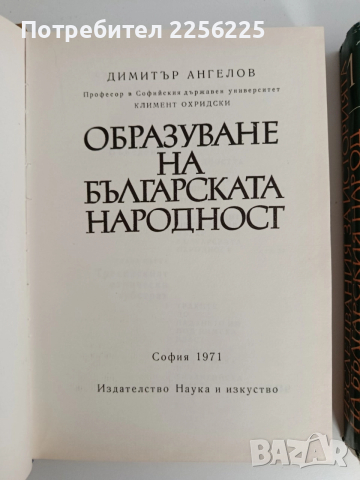 Потребител 2256225
ДИМИТЪР АНГЕЛОВ
Професор в Софийския държавен университет
КЛИМЕНТ ОХРИДСКИ
ОБРАЗУВАНЕ
НА
БЪЛГАРСКАТА
НАРОДНОСТ
София 1971
Издателство Наука и изкуство
BAZAR